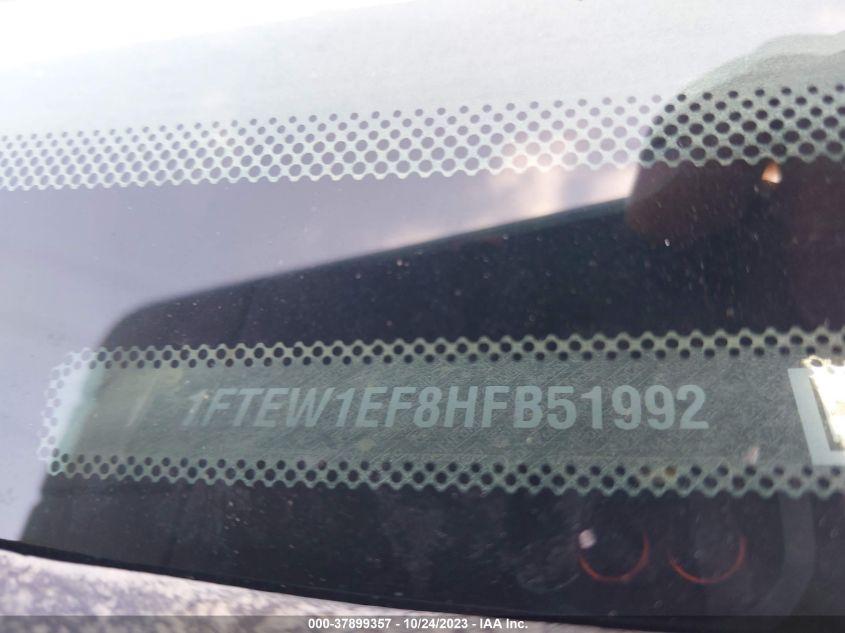 1FTEW1EF8HFB51992
000-37899357 - 10/24/2023 - IAA Inc.